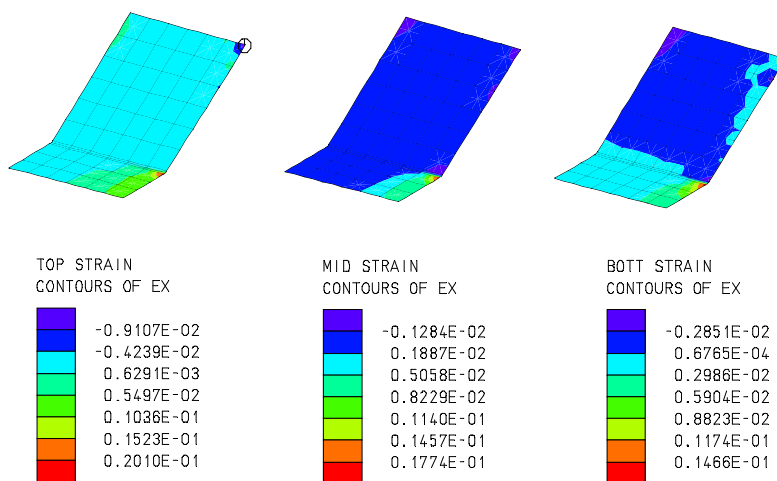 TOP STRAIN
CONTOURS OF EX
-0.9107E-02
-0.4239E-02
0.6291E-03
0.5497E-02
0.1036E-01
0.1523E-01
0.2010E-01
MID STRAIN
CONTOURS OF EX
-0.1284E-02
0.1887E-02
0.5058E-02
0.8229E-02
0.1140E-01
0.1457E-01
0.1774E-01
BOTT STRAIN
CONTOURS OF EX
-0.2851E-02
0.6765E-04
0.2986E-02
0.5904E-02
0.8823E-02
0.1174E-01
0.1466E-01